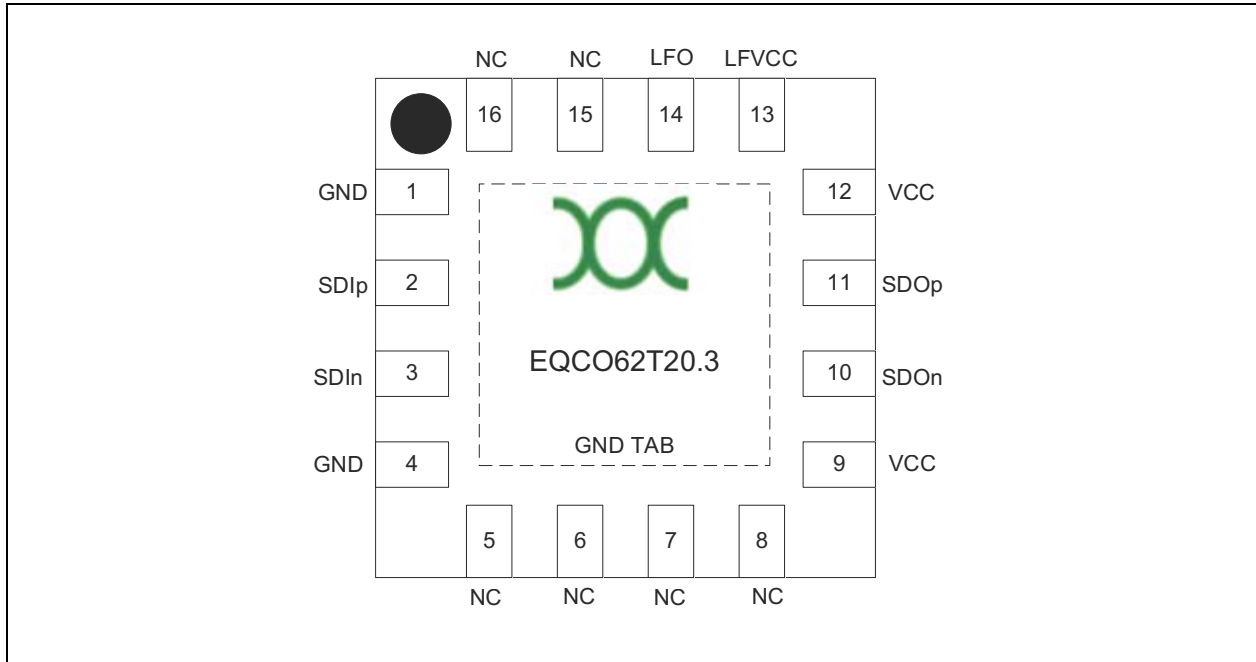 NC NC LFO LFVCC
16 15 14 13
GND 1 12 VCC
SDIp 2 11 SDOp
EQCO62T20.3
SDIn 3 10 SDOn
GND TAB
GND 4 9 VCC
5 6 7 8
NC NC NC NC